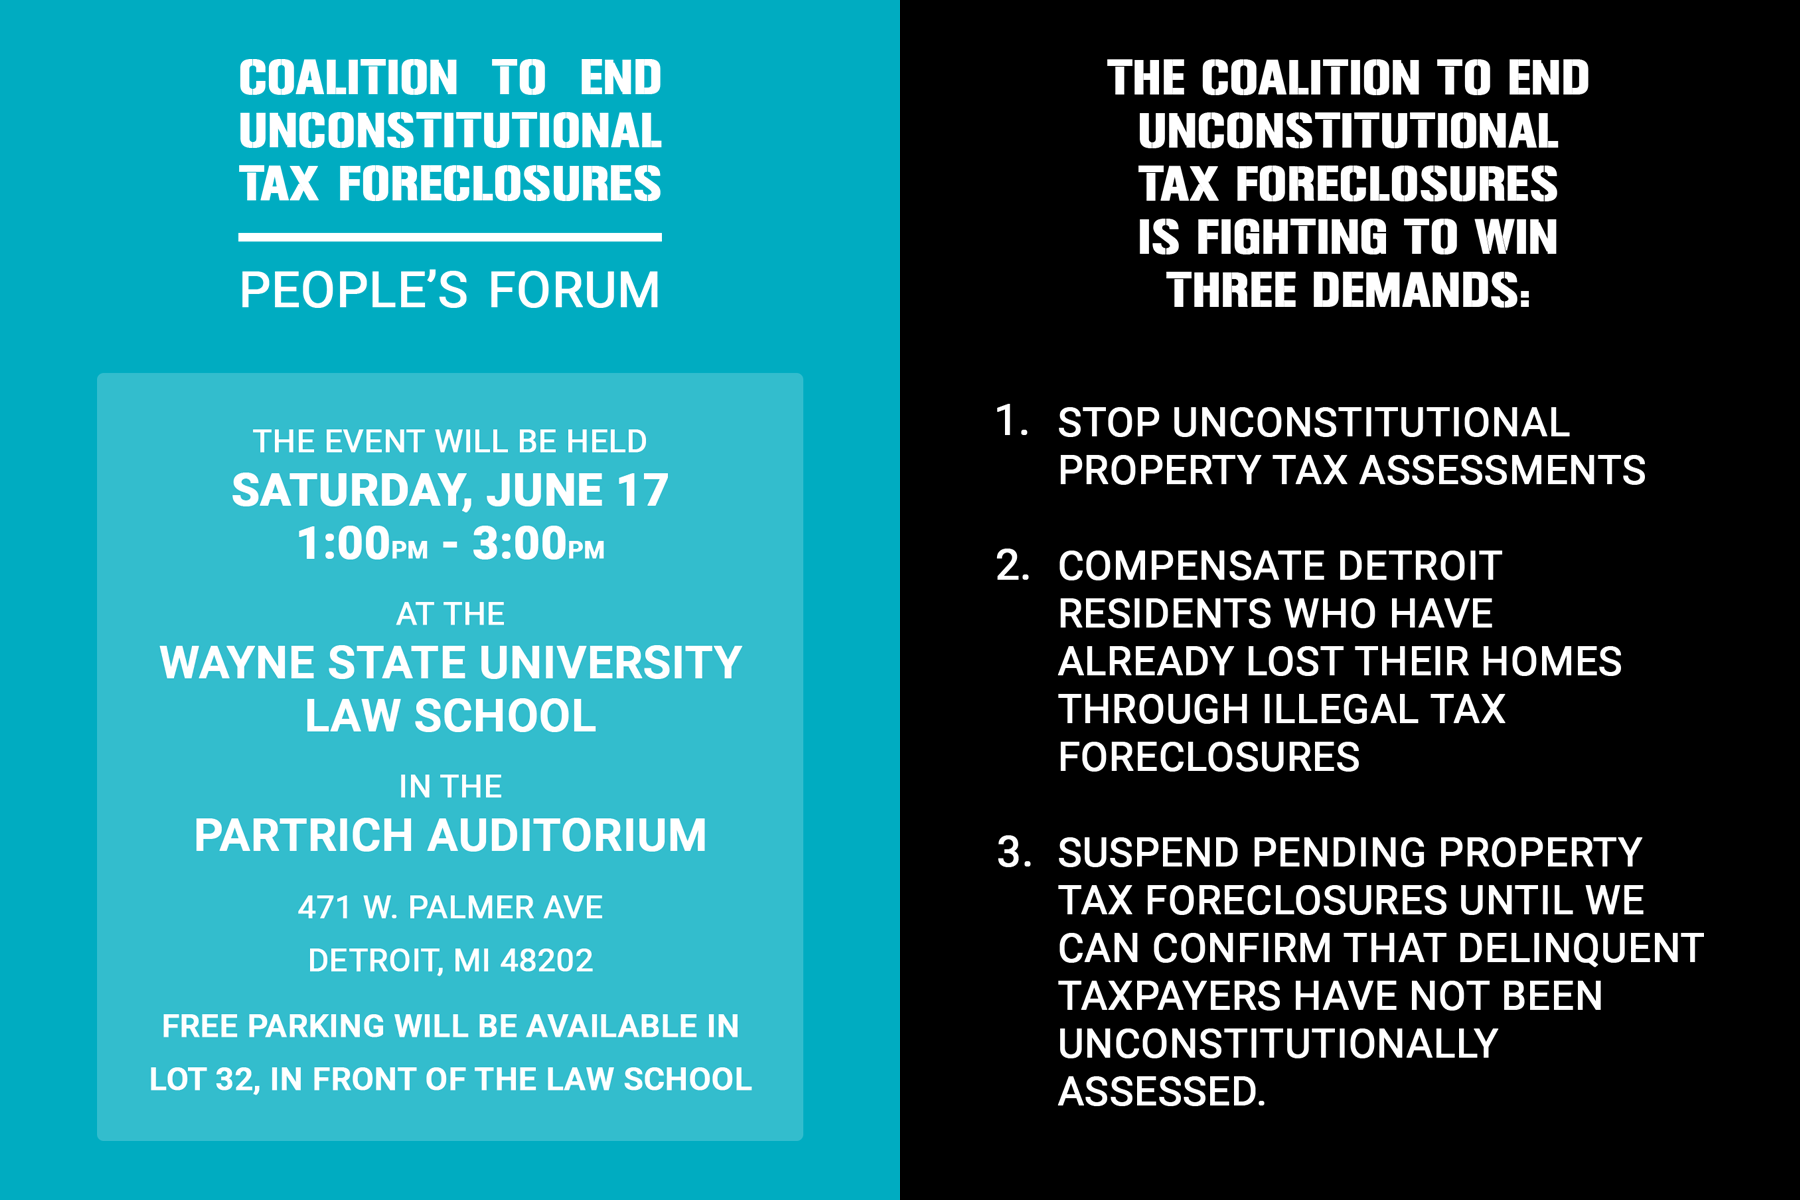 COALITION TO END
UNCONSTITUTIONAL
TAX FORECLOSURES
PEOPLE’S FORUM
THE EVENT WILL BE HELD
SATURDAY, JUNE 17
1:00PM - 3:00PM
AT THE
WAYNE STATE UNIVERSITY
LAW SCHOOL
IN THE
PARTRICH AUDITORIUM
471 W. PALMER AVE
DETROIT, MI 48202
FREE PARKING WILL BE AVAILABLE IN
LOT 32, IN FRONT OF THE LAW SCHOOL
THE COALITION TO END
UNCONSTITUTIONAL
TAX FORECLOSURES
IS FIGHTING TO WIN
THREE DEMANDS:
1. STOP UNCONSTITUTIONAL
PROPERTY TAX ASSESSMENTS
2. COMPENSATE DETROIT
RESIDENTS WHO HAVE
ALREADY LOST THEIR HOMES
THROUGH ILLEGAL TAX
FORECLOSURES
3. SUSPEND PENDING PROPERTY
TAX FORECLOSURES UNTIL WE
CAN CONFIRM THAT DELINQUENT
TAXPAYERS HAVE NOT BEEN
UNCONSTITUTIONALLY
ASSESSED.